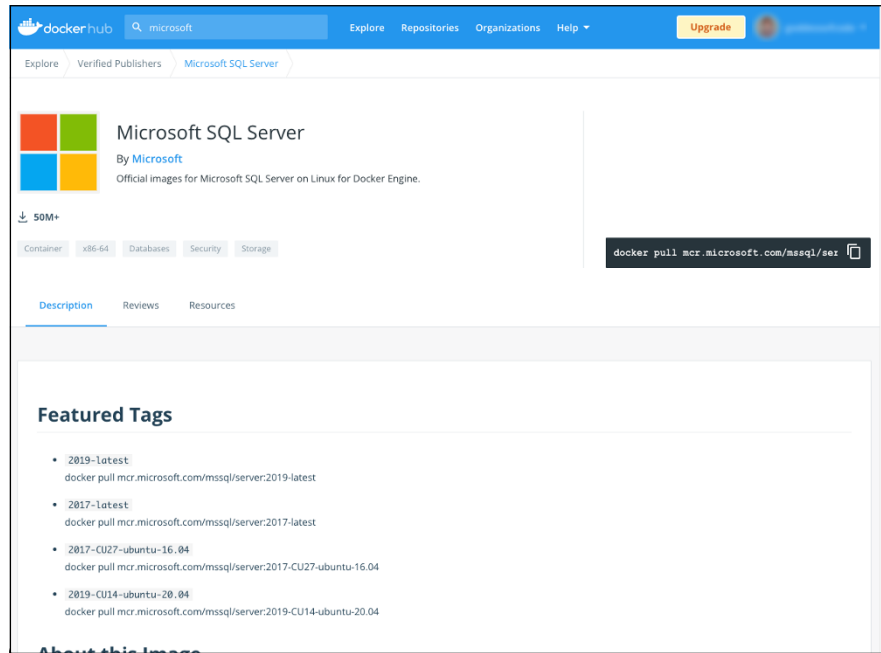 dockerhub microsoft Explore Repositories Organizations Help Upgrade
Explore Verified Publishers Microsoft SQL Server
Microsoft SQL Server
By Microsoft
Official images for Microsoft SQL Server on Linux for Docker Engine.
50M+
Container x86-64 Databases Security Storage
docker pull mcr.microsoft.com/mssql/ser
Description Reviews Resources
Featured Tags
• 2019-latest
docker pull mcr.microsoft.com/mssql/server:2019-latest
• 2017-latest
docker pull mcr.microsoft.com/mssql/server:2017-latest
• 2017-CU27-ubuntu-16.04
docker pull mcr.microsoft.com/mssql/server:2017-CU27-ubuntu-16.04
• 2019-CU14-ubuntu-20.04
docker pull mcr.microsoft.com/mssql/server:2019-CU14-ubuntu-20.04
About this Image